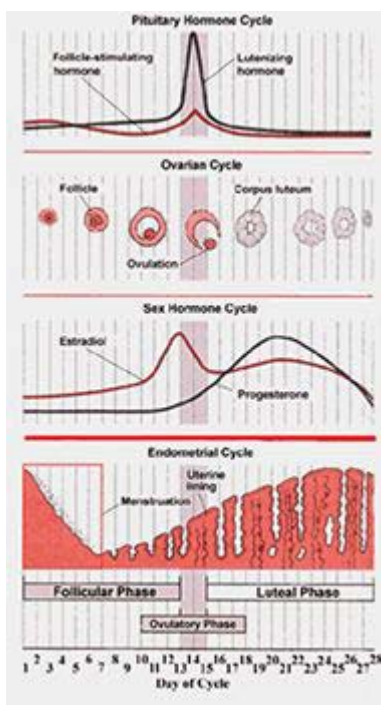 Pituitary Hormone Cycle
Follicle-stimulating
hormone
Lutenizing
hormone
Ovarian Cycle
Follicle
Corpus luteum
Ovulation
Sex Hormone Cycle
Estradiol
Progesterone
Endometrial Cycle
Uterine
lining
Menstruation
Follicular Phase
Luteal Phase
Ovulatory Phase
1 2 3 4 5 6 7 8 9 10 11 12 13 14 15 16 17 18 19 20 21 22 23 24 25 26 27 28
Day of Cycle